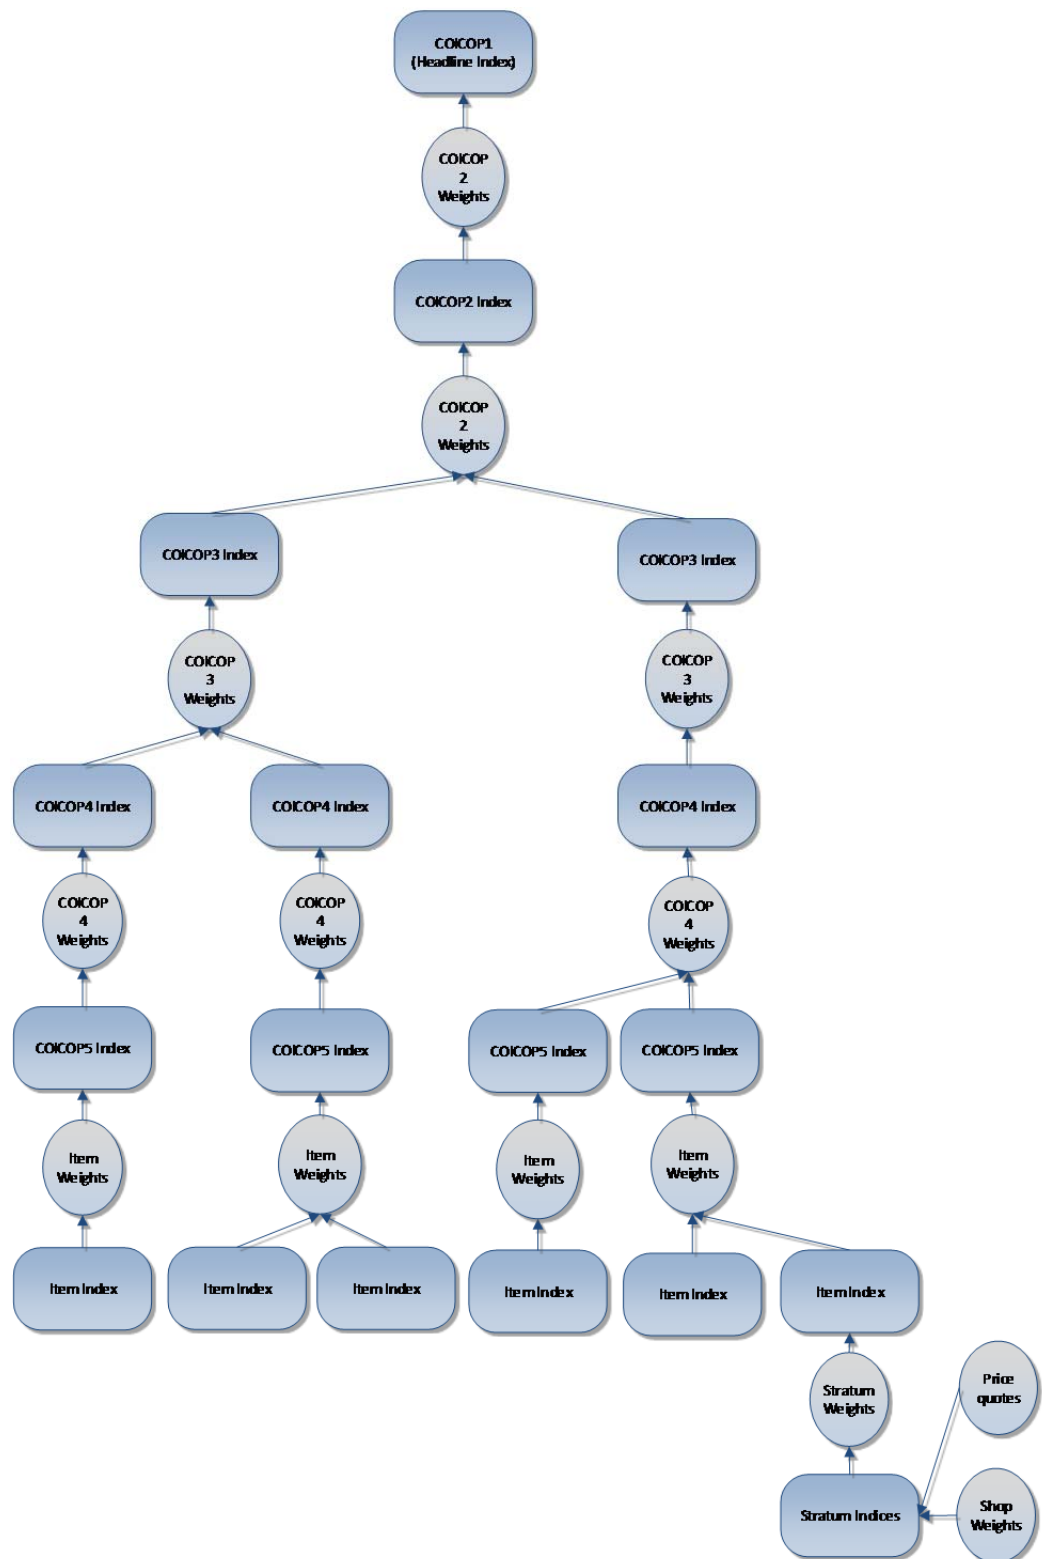 COICOP1
(Headline Index)
COICOP
2
Weights
COICOP2 Index
COICOP
2
Weights
COICOP3 Index
COICOP3 Index
COICOP
3
Weights
COICOP
3
Weights
COICOP4 Index
COICOP4 Index
COICOP4 Index
COICOP
4
Weights
COICOP
4
Weights
COICOP
4
Weights
COICOP5 Index
COICOP5 Index
COICOP5 Index
COICOP5 Index
Item
Weights
Item
Weights
Item
Weights
Item
Weights
Item Index
Item Index
Item Index
Item Index
Item Index
Item Index
Stratum
Weights
Price
quotes
Stratum Indices
Shop
Weights